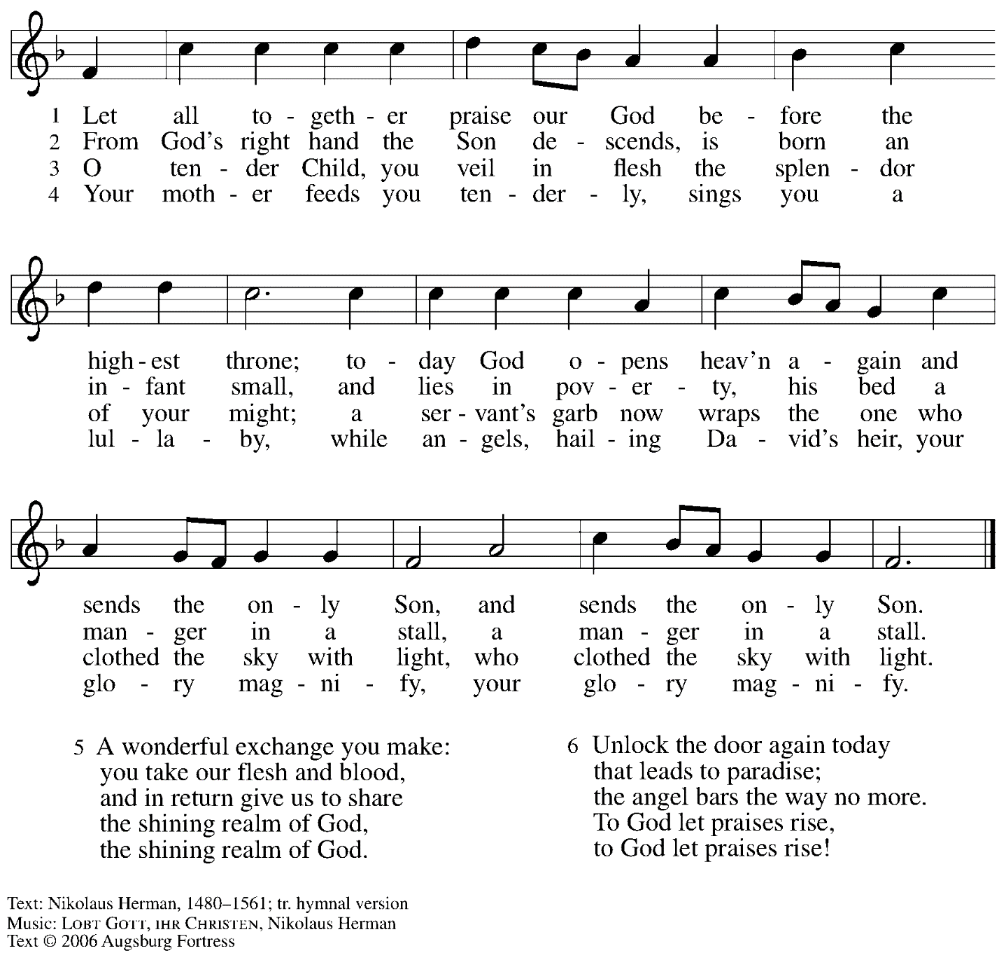 1 Let all to - geth - er praise our God be - fore the
2 From God's right hand the Son de - scends, is born an
3 O ten - der Child, you veil in flesh the splen - dor
4 Your moth - er feeds you ten - der - ly, sings you a
high - est throne; to - day God o - pens heav'n a - gain and
in - fant small, and lies in pov - er - ty, his bed a
of your might; a ser - vant's garb now wraps the one who
lul - la - by, while an - gels, hail - ing Da - vid's heir, your
sends the on - ly Son, and sends the on - ly Son.
man - ger in a stall, a man - ger in a stall.
clothed the sky with light, who clothed the sky with light.
glo - ry mag - ni - fy, your glo - ry mag - ni - fy.
5 A wonderful exchange you make:
you take our flesh and blood,
and in return give us to share
the shining realm of God,
the shining realm of God.
6 Unlock the door again today
that leads to paradise;
the angel bars the way no more.
To God let praises rise,
to God let praises rise!
Text: Nikolaus Herman, 1480–1561; tr. hymnal version
Music: LOBT GOTT, IHR CHRISTEN, Nikolaus Herman
Text © 2006 Augsburg Fortress